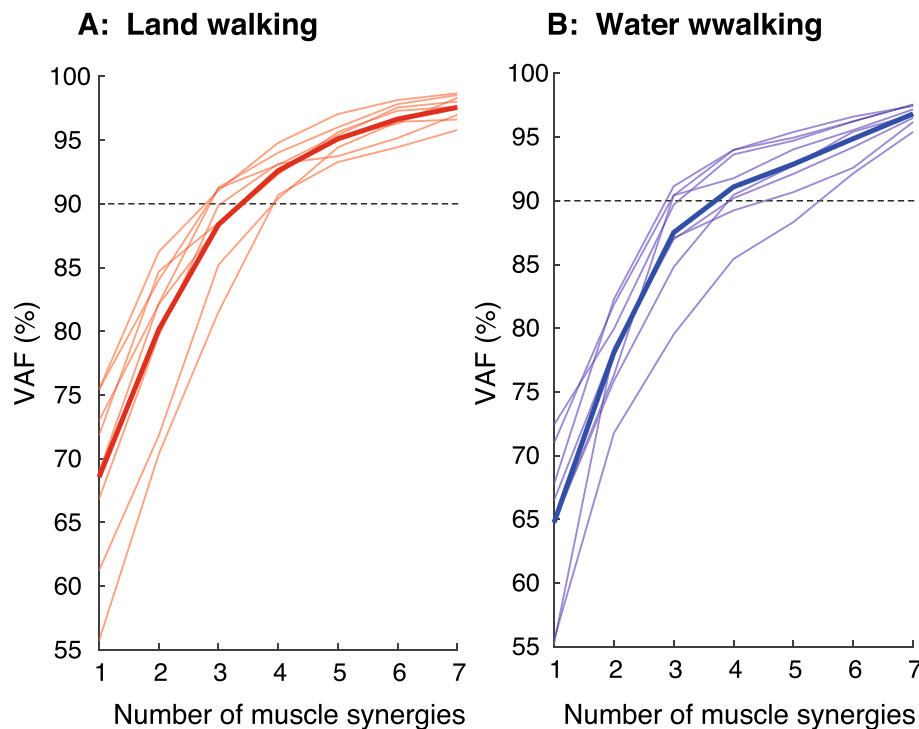 A: Land walking
100
95
90
85
80
75
70
65
60
55
VAF (%)
1 2 3 4 5 6 7
Number of muscle synergies
B: Water wwalking
100
95
90
85
80
75
70
65
60
55
VAF (%)
1 2 3 4 5 6 7
Number of muscle synergies